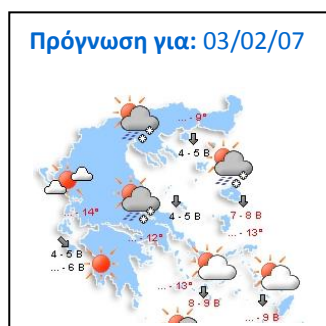 Πρόγνωση για: 03/02/07
... - 9°
4 - 5 B
... - 14°
4 - 5 B
7 - 8 B
... - 13°
... - 12°
4 - 5 B
... - 6 B
... - 13°
8 - 9 B
... - 9 B